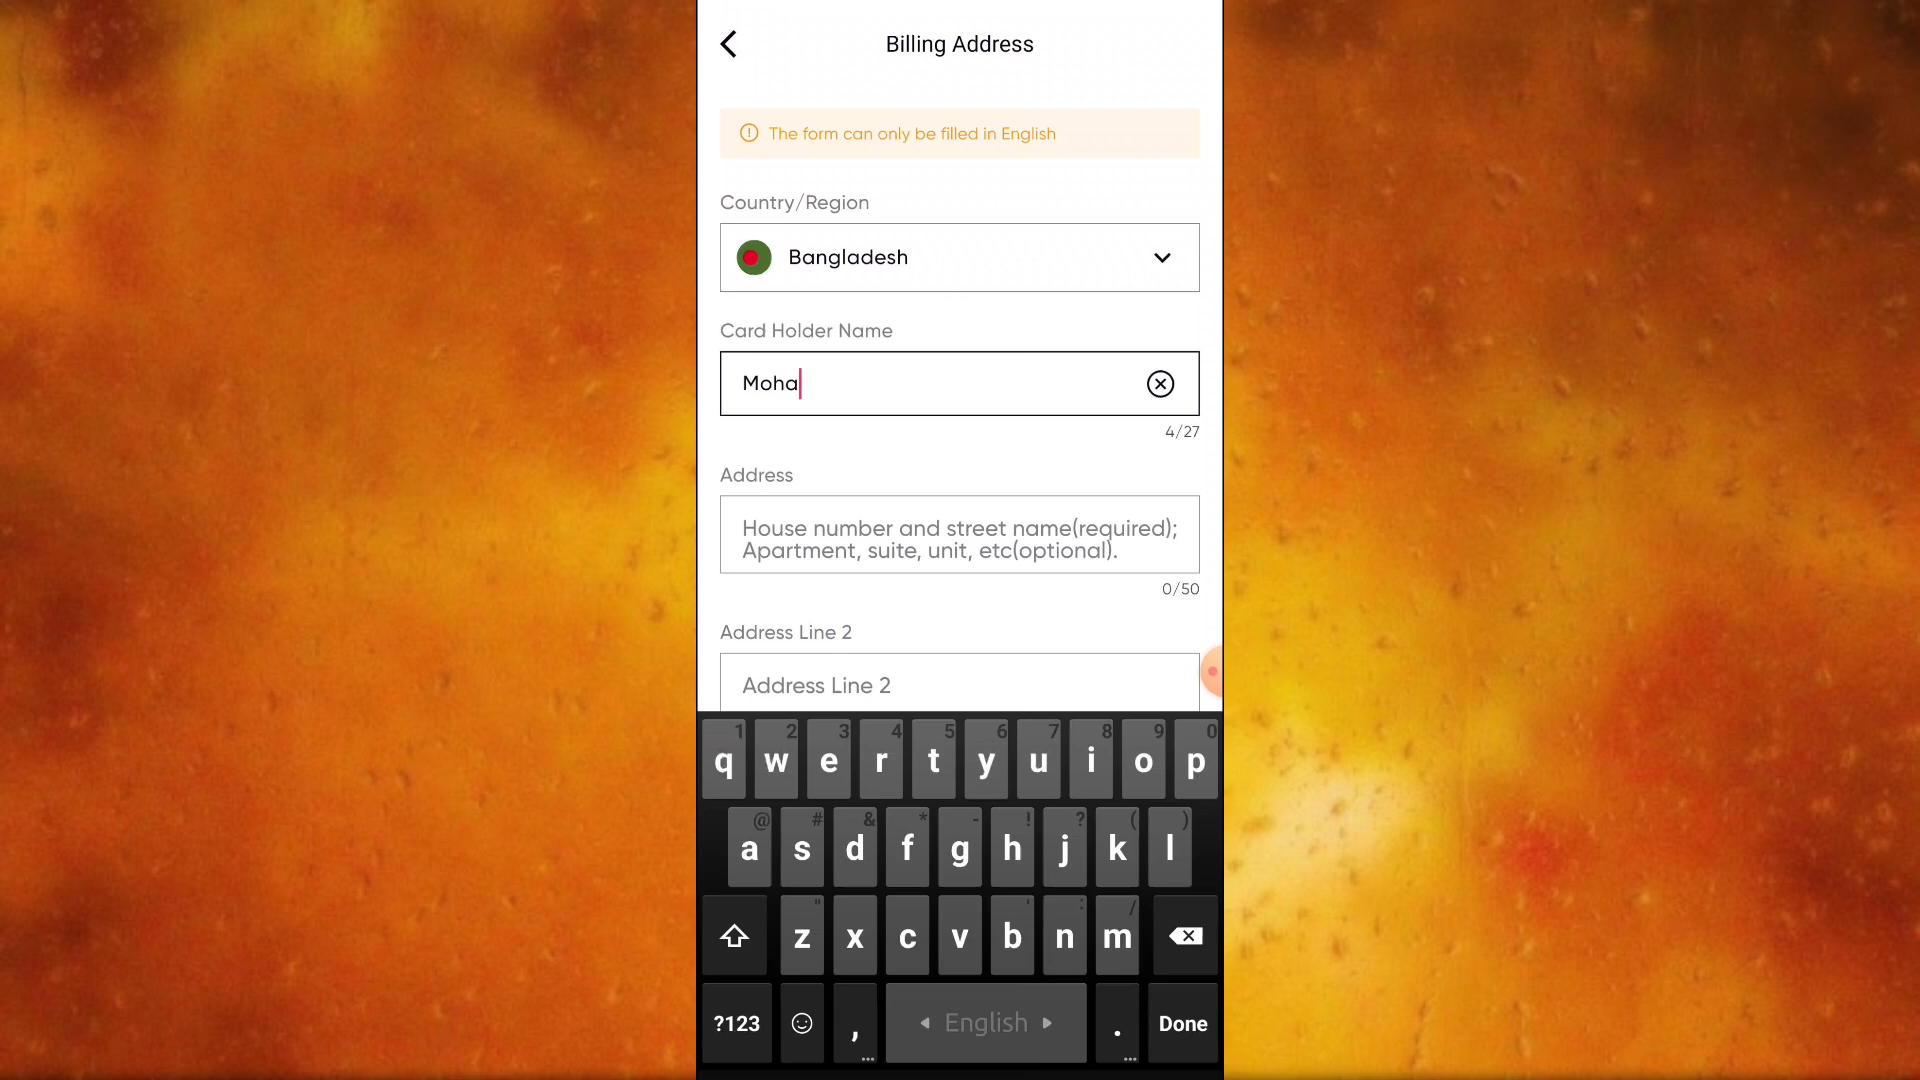 Billing Address
The form can only be filled in English
Country/Region
Bangladesh
Card Holder Name
Moha
4/27
Address
House number and street name(required);
Apartment, suite, unit, etc(optional).
0/50
Address Line 2
Address Line 2
1 2 3 4 5 6 7 8 9 0
q w e r t y u i o p
@ # & * - ! ? ( )
a s d f g h j k l
" ' : /
z x c v b n m
?123 , English . Done
... ...